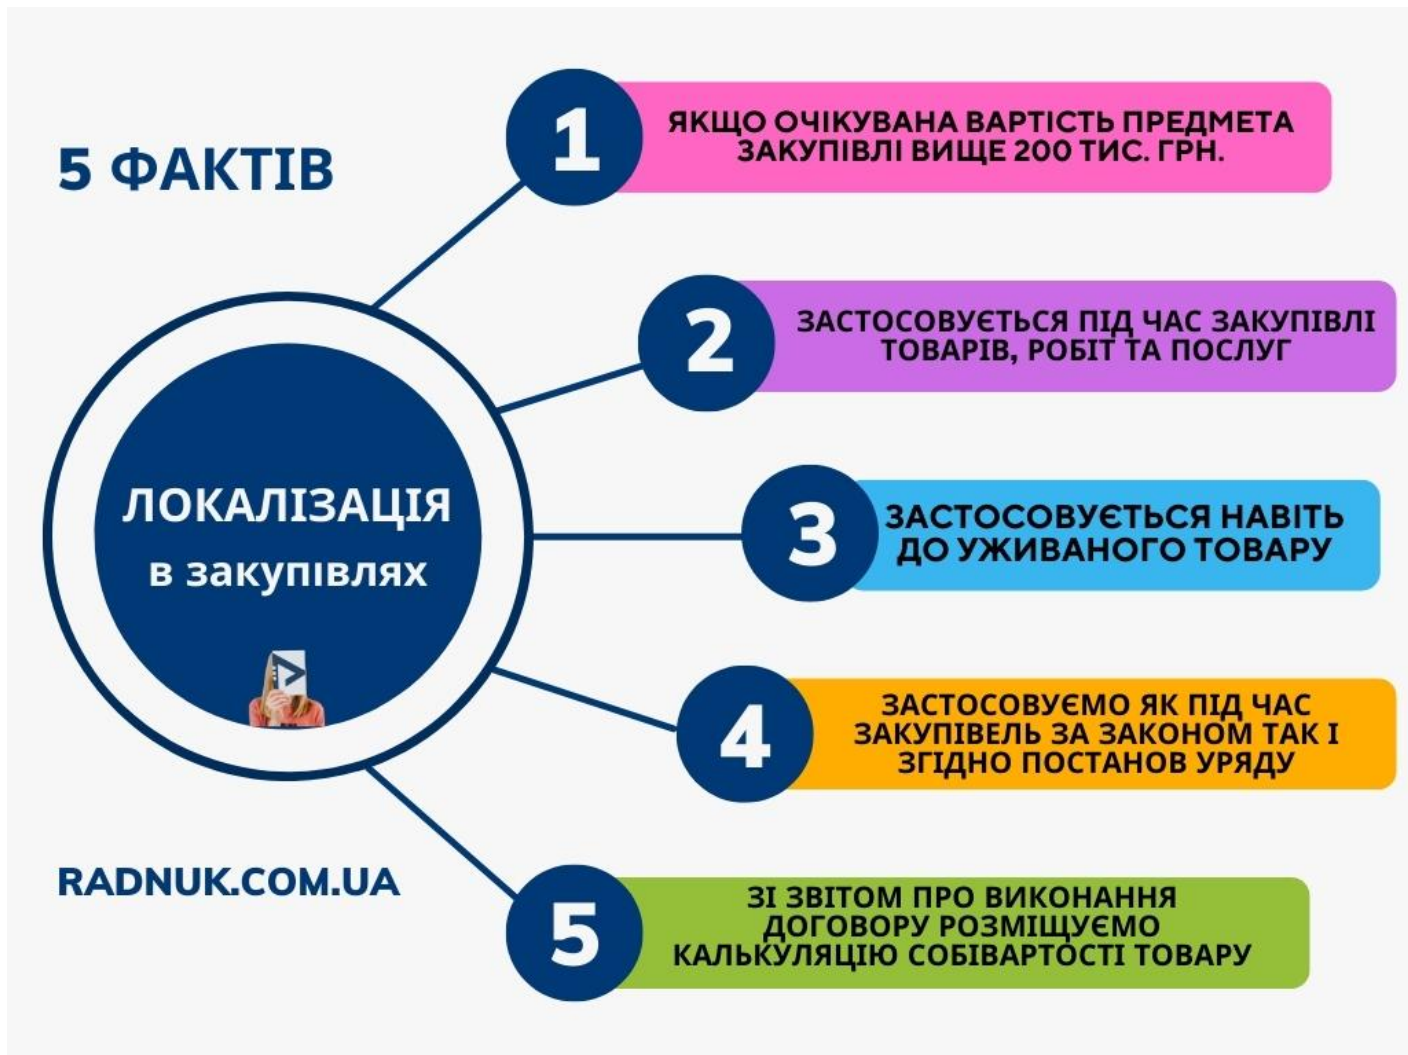 5 ФАКТІВ
1
ЯКЩО ОЧІКУВАНА ВАРТІСТЬ ПРЕДМЕТА
ЗАКУПІВЛІ ВИЩЕ 200 ТИС. ГРН.
2
ЗАСТОСОВУЄТЬСЯ ПІД ЧАС ЗАКУПІВЛІ
ТОВАРІВ, РОБІТ ТА ПОСЛУГ
ЛОКАЛІЗАЦІЯ
в закупівлях
3
ЗАСТОСОВУЄТЬСЯ НАВІТЬ
ДО УЖИВАНОГО ТОВАРУ
4
ЗАСТОСОВУЄМО ЯК ПІД ЧАС
ЗАКУПІВЕЛЬ ЗА ЗАКОНОМ ТАК І
ЗГІДНО ПОСТАНОВ УРЯДУ
5
ЗІ ЗВІТОМ ПРО ВИКОНАННЯ
ДОГОВОРУ РОЗМІЩУЄМО
КАЛЬКУЛЯЦІЮ СОБІВАРТОСТІ ТОВАРУ
RADNUK.COM.UA